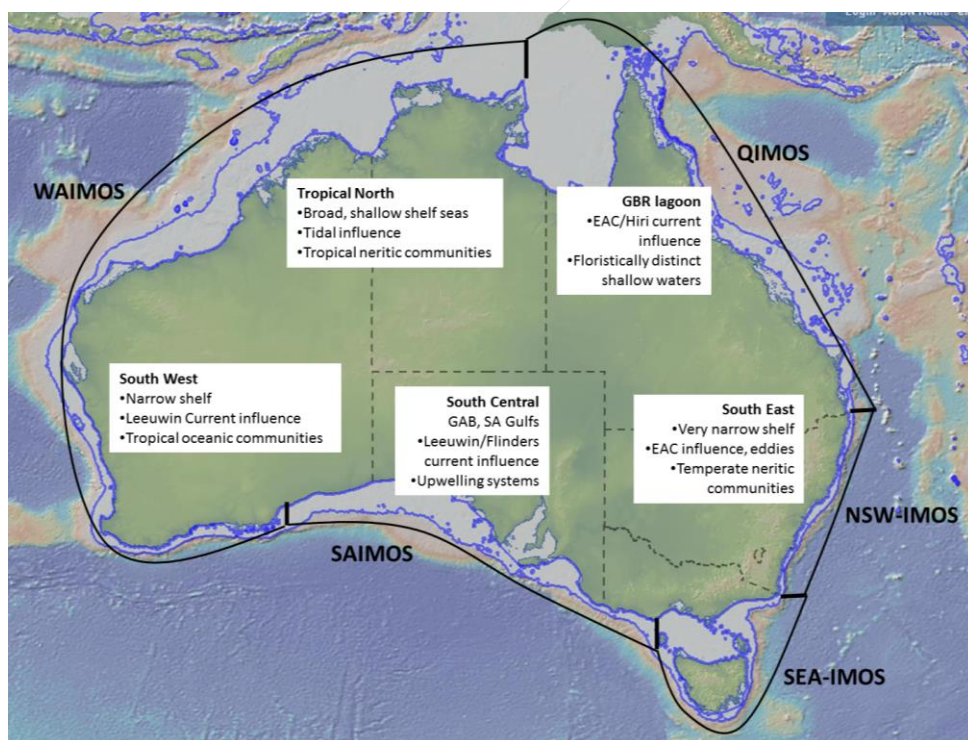 QIMOS
WAIMOS
Tropical North
•Broad, shallow shelf seas
•Tidal influence
•Tropical neritic communities
GBR lagoon
•EAC/Hiri current
influence
•Floristically distinct
shallow waters
South West
•Narrow shelf
•Leeuwin Current influence
•Tropical oceanic communities
South Central
GAB, SA Gulfs
•Leeuwin/Flinders
current influence
•Upwelling systems
South East
•Very narrow shelf
•EAC influence, eddies
•Temperate neritic
communities
NSW-IMOS
SAIMOS
SEA-IMOS